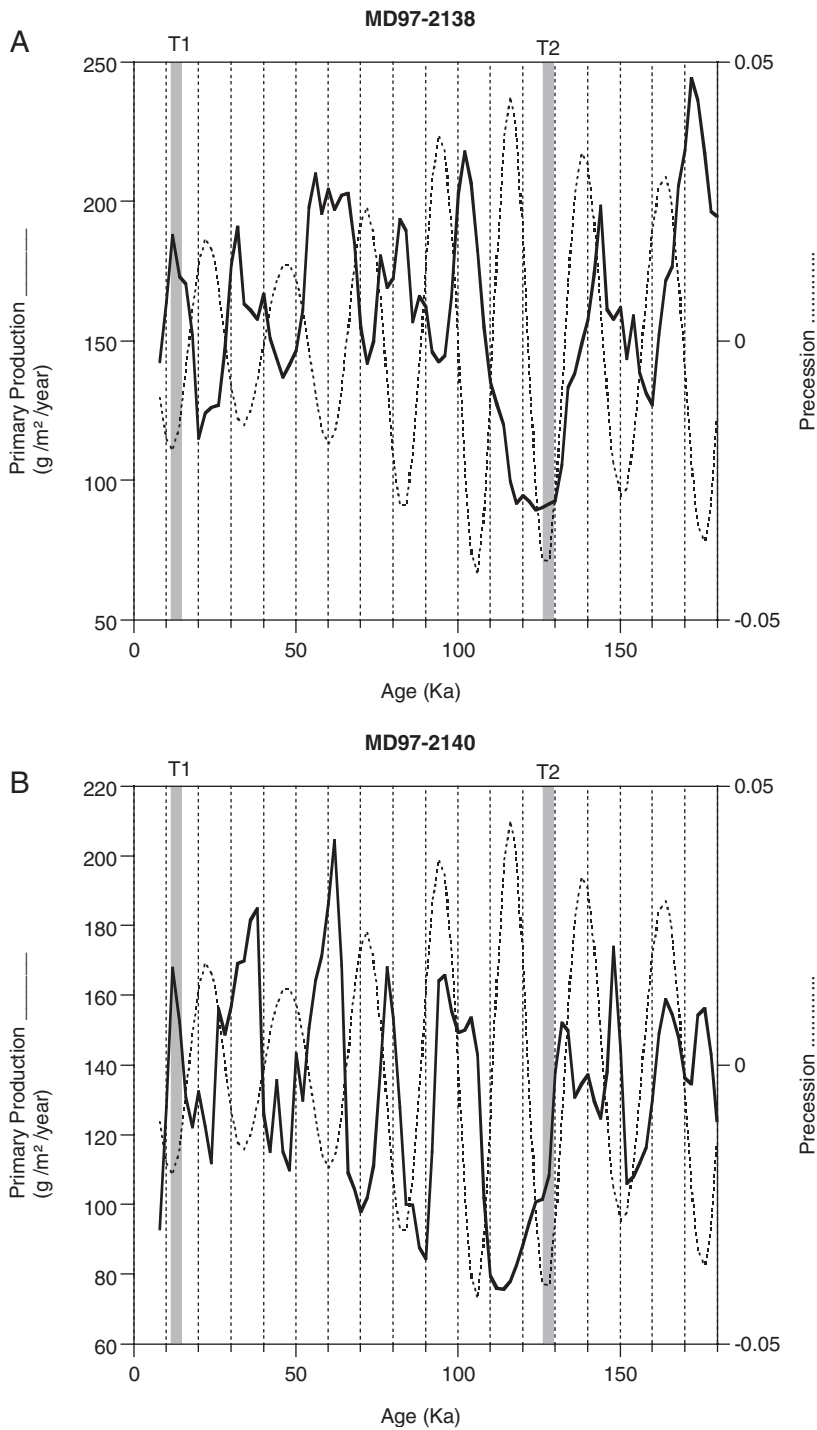 MD97-2138
A
T1
T2
250
200
150
100
50
0.05
0
-0.05
Primary Production
(g /m² /year)
Precession
0
50
100
150
Age (Ka)
MD97-2140
B
T1
T2
220
200
180
160
140
120
100
80
60
0.05
0
-0.05
Primary Production
(g /m² /year)
Precession
0
50
100
150
Age (Ka)